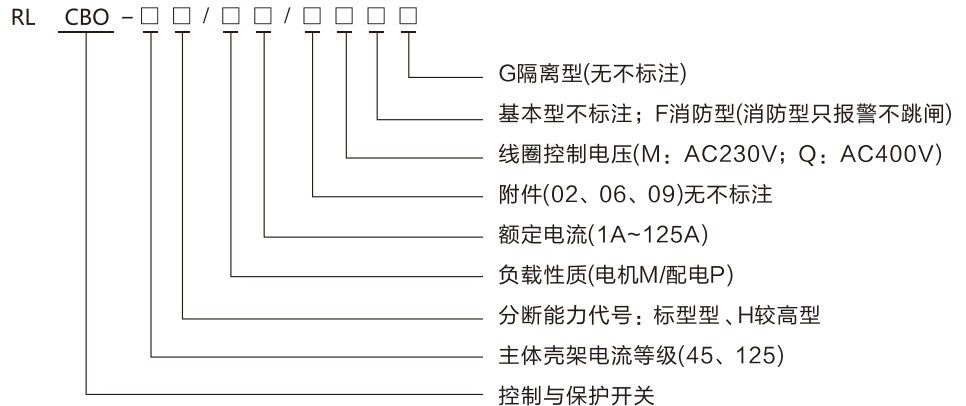 RL CBO-□□/□□/□□□□
G隔离型(无不标注)
基本型不标注；F消防型(消防型只报警不跳闸)
线圈控制电压(M：AC230V；Q：AC400V)
附件(02、06、09)无不标注
额定电流(1A~125A)
负载性质(电机M/配电P)
分断能力代号：标型型、H较高型
主体壳架电流等级(45、125)
控制与保护开关